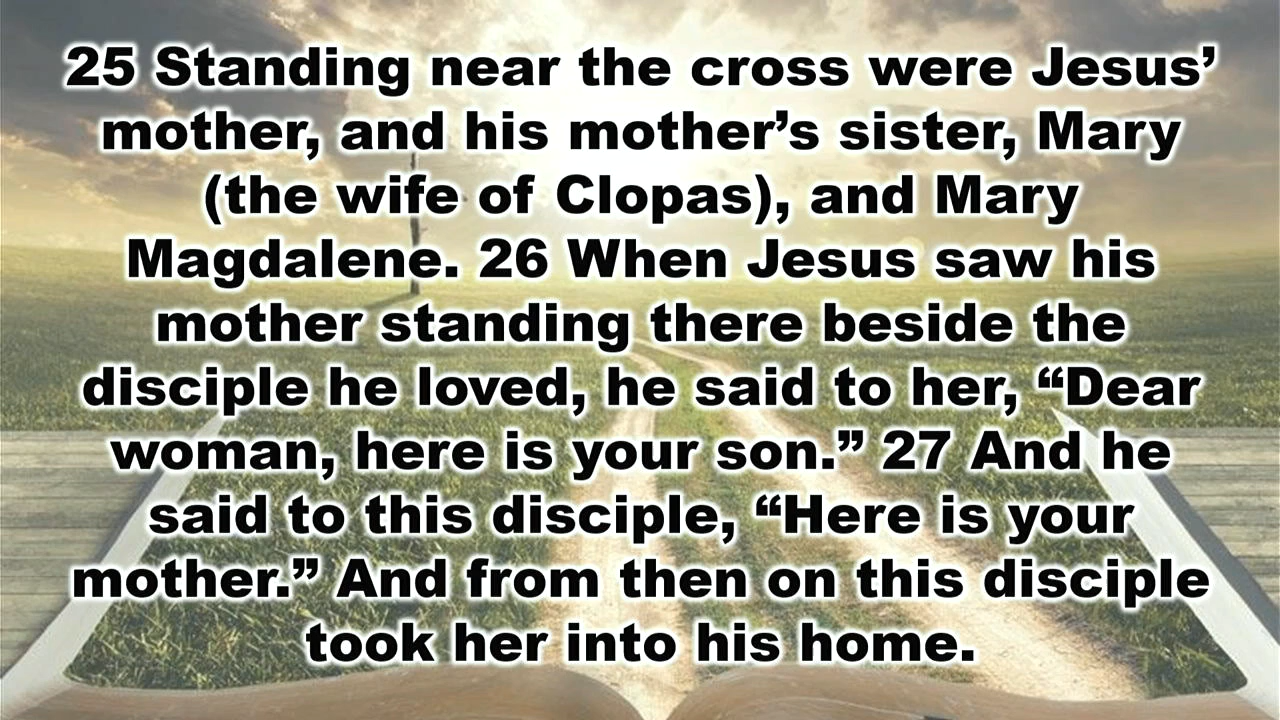 25 Standing near the cross were Jesus’
mother, and his mother’s sister, Mary
(the wife of Clopas), and Mary
Magdalene. 26 When Jesus saw his
mother standing there beside the
disciple he loved, he said to her, “Dear
woman, here is your son.” 27 And he
said to this disciple, “Here is your
mother.” And from then on this disciple
took her into his home.